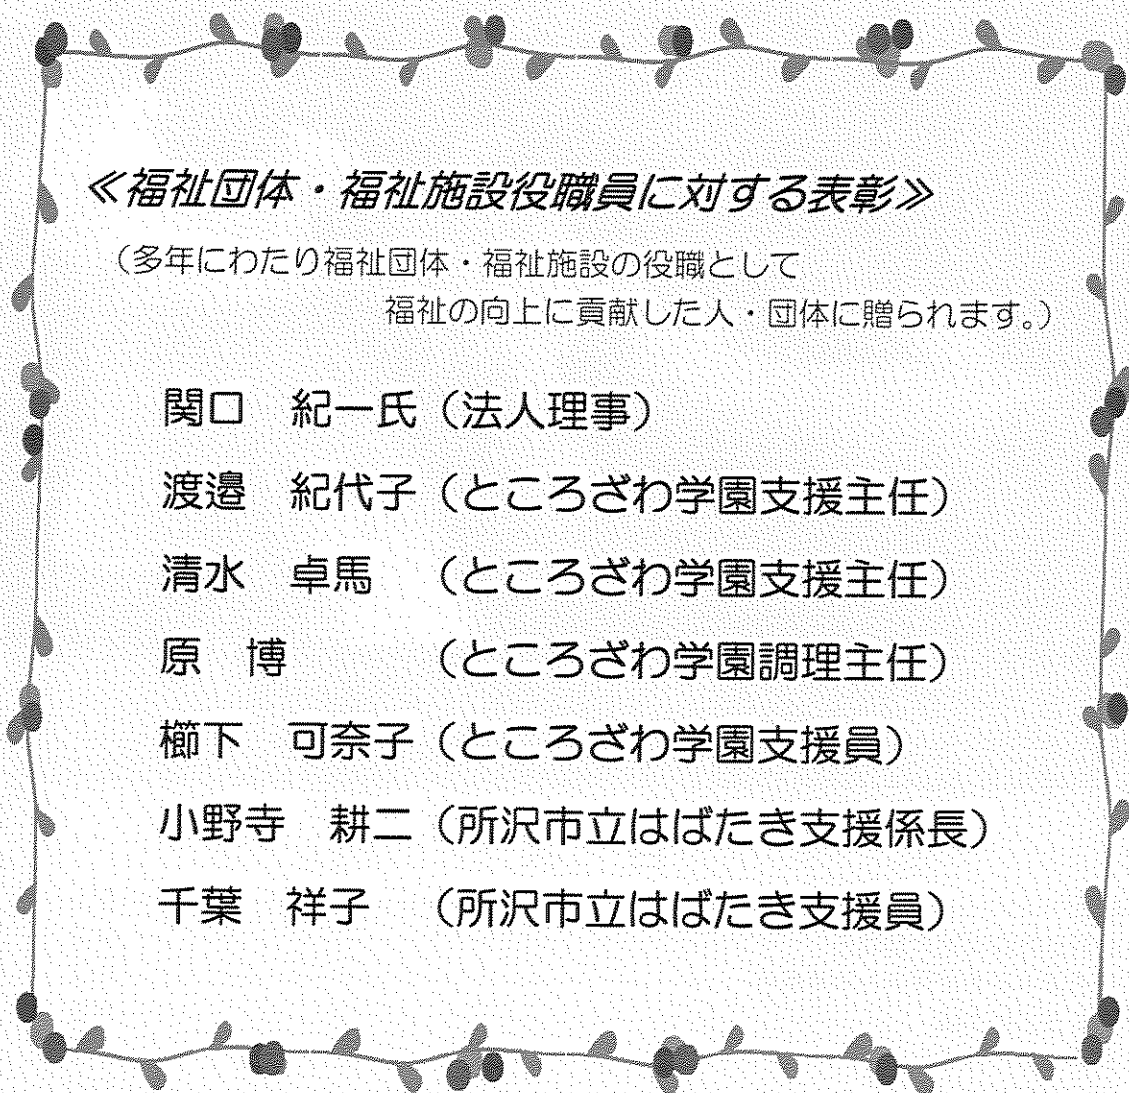 ≪福祉団体・福祉施設役職員に対する表彰≫
（多年にわたり福祉団体・福祉施設の役職として
福祉の向上に貢献した人・団体に贈られます。）
関口　紀一氏（法人理事）
渡邉　紀代子（ところざわ学園支援主任）
清水　卓馬　（ところざわ学園支援主任）
原　博　　　（ところざわ学園調理主任）
櫛下　可奈子（ところざわ学園支援員）
小野寺　耕二（所沢市立はばたき支援係長）
千葉　祥子　（所沢市立はばたき支援員）